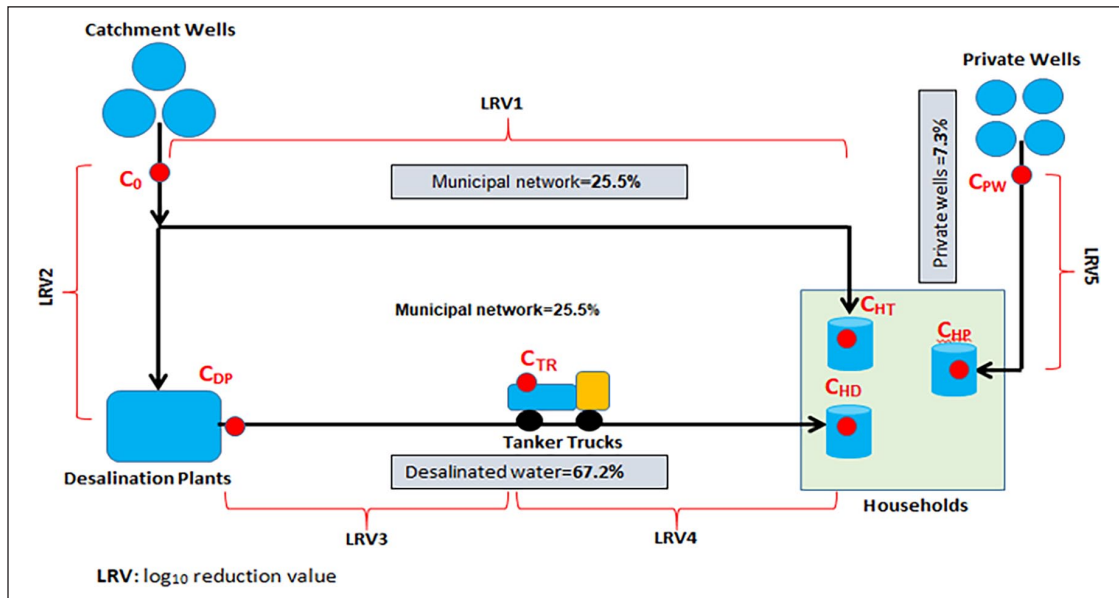 Catchment Wells
Private Wells
LRV1
Private wells =7.3%
C0
Municipal network=25.5%
CPW
LRV2
LRV5
Municipal network=25.5%
CHT
CHP
CTR
CDP
CHD
Tanker Trucks
Desalination Plants
Desalinated water=67.2%
Households
LRV3
LRV4
LRV: log10 reduction value